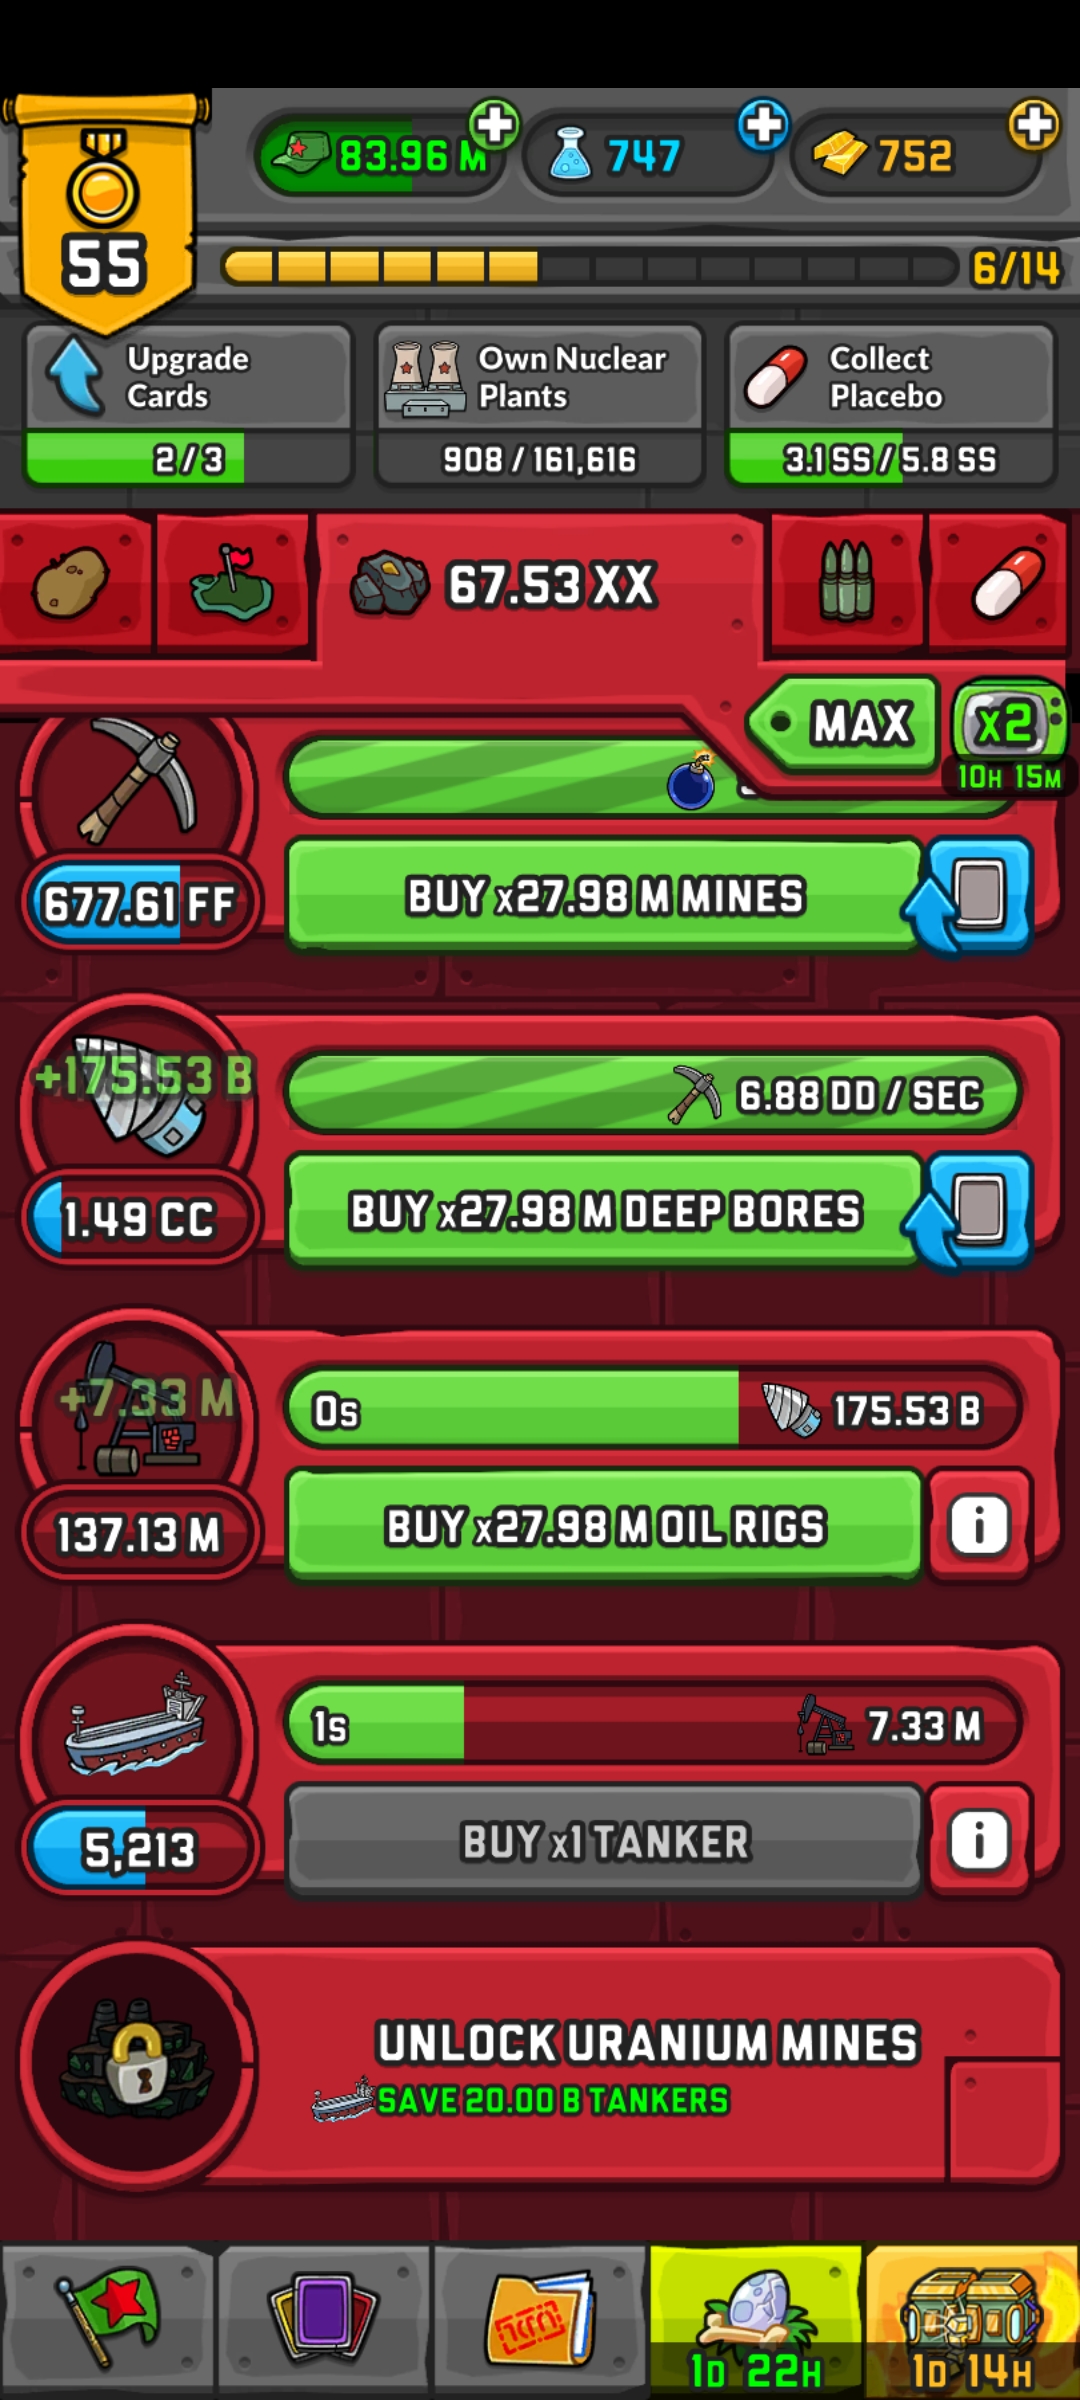 83.96 M
747
752
55
6/14
Upgrade
Cards
2/3
Own Nuclear
Plants
908 / 161,616
Collect
Placebo
3.1 SS / 5.8 SS
67.53 XX
MAX
x2
10H 15M
677.61 FF
BUY x27.98 M MINES
+175.53 B
6.88 DD / SEC
1.49 CC
BUY x27.98 M DEEP BORES
+7.33 M
0s
175.53 B
137.13 M
BUY x27.98 M OIL RIGS
1s
7.33 M
5,213
BUY x1 TANKER
UNLOCK URANIUM MINES
SAVE 20.00 B TANKERS
1D 22H
1D 14H